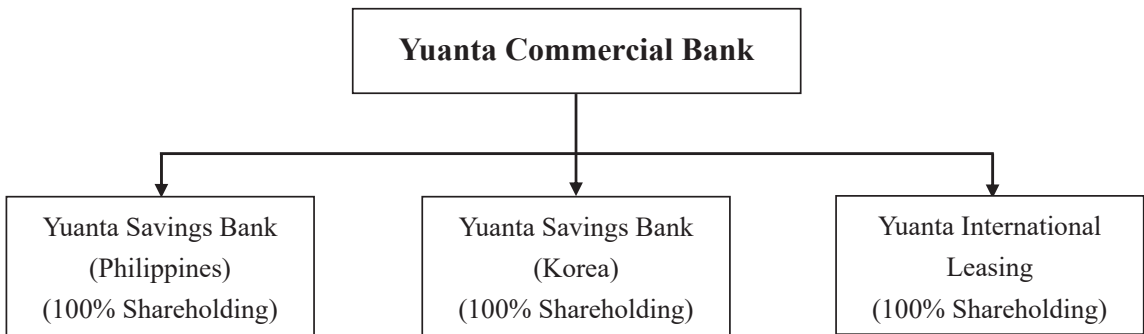 Yuanta Commercial Bank
Yuanta Savings Bank
(Philippines)
(100% Shareholding)
Yuanta Savings Bank
(Korea)
(100% Shareholding)
Yuanta International
Leasing
(100% Shareholding)